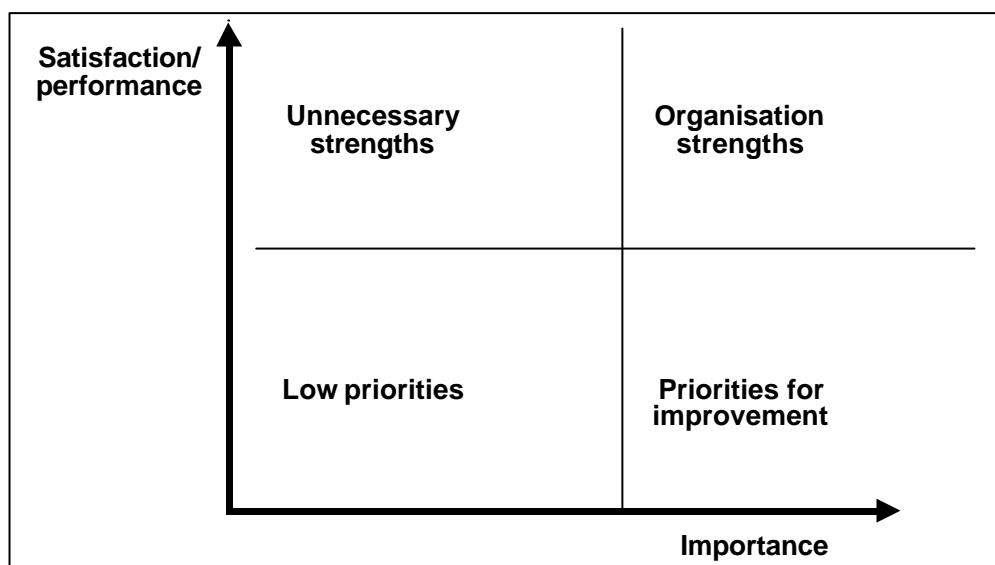 Satisfaction/
performance
Unnecessary
strengths
Organisation
strengths
Low priorities
Priorities for
improvement
Importance